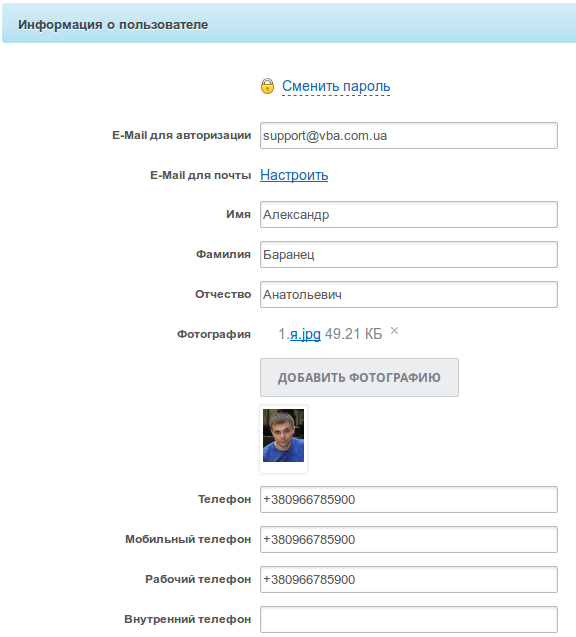 Информация о пользователе
Сменить пароль
E-Mail для авторизации support@vba.com.ua
E-Mail для почты Настроить
Имя Александр
Фамилия Баранец
Отчество Анатольевич
Фотография 1.я.jpg 49.21 КБ ×
ДОБАВИТЬ ФОТОГРАФИЮ
Телефон +380966785900
Мобильный телефон +380966785900
Рабочий телефон +380966785900
Внутренний телефон